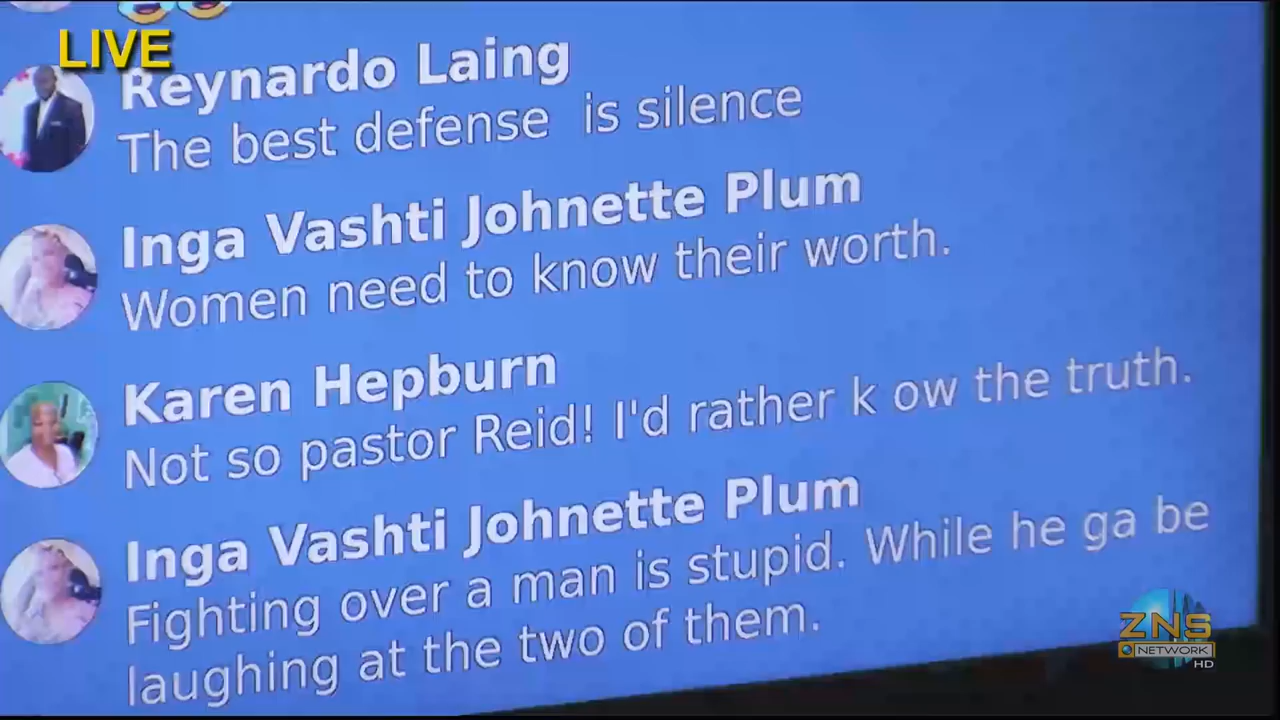 LIVE
Reynardo Laing
The best defense  is silence
Inga Vashti Johnette Plum
Women need to know their worth.
Karen Hepburn
Not so pastor Reid! I'd rather k ow the truth.
Inga Vashti Johnette Plum
Fighting over a man is stupid. While he ga be
laughing at the two of them.
ZNS
NETWORK
HD